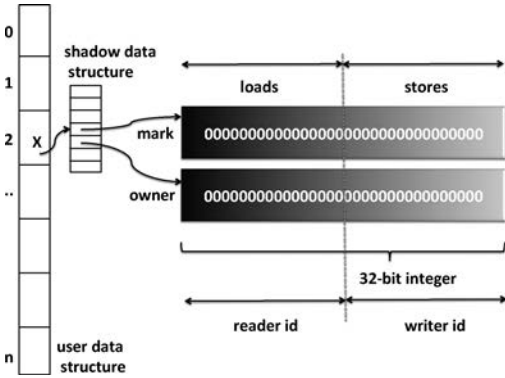 0
shadow data
structure
1
loads
stores
2
X
mark
00000000000000000000000000000000
..
owner
00000000000000000000000000000000
32-bit integer
reader id
writer id
n
user data
structure